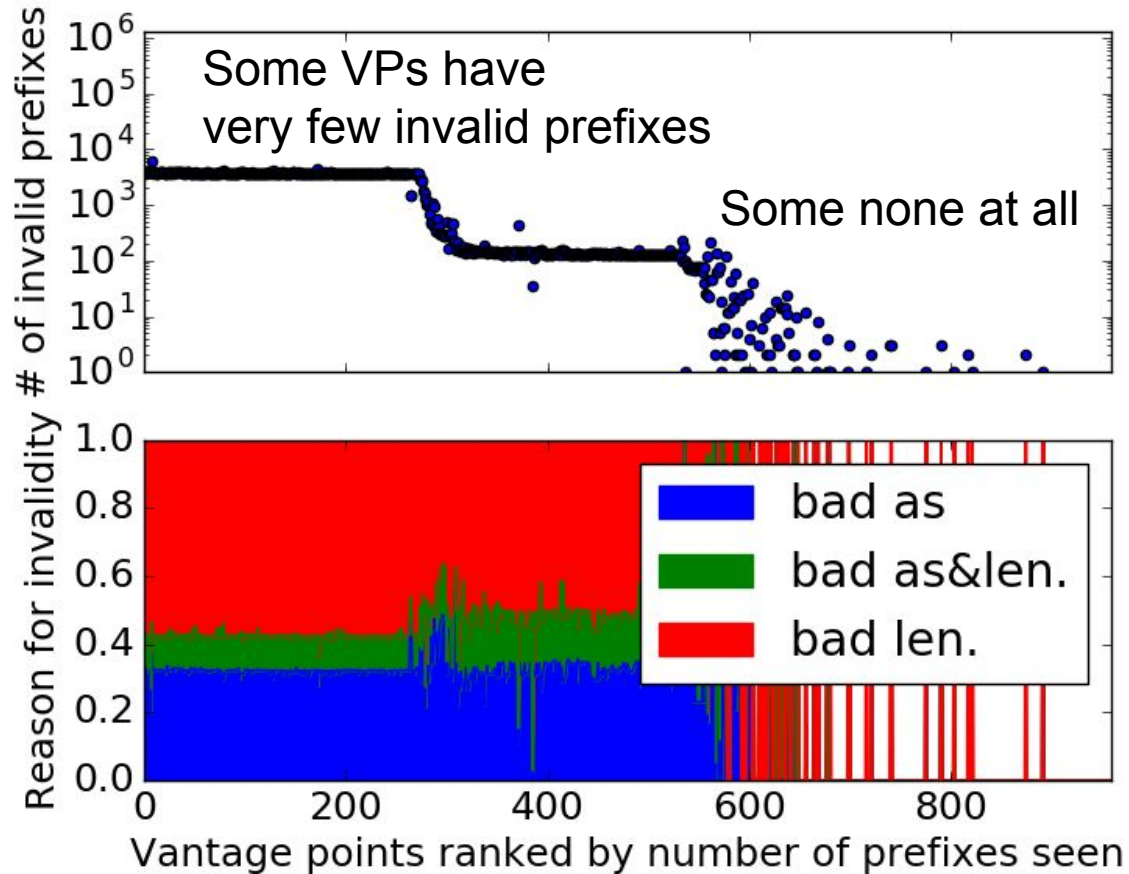 # of invalid prefixes
10^6
10^5
10^4
10^3
10^2
10^1
10^0
Some VPs have
very few invalid prefixes
Some none at all
Reason for invalidity
1.0
0.8
0.6
0.4
0.2
0.0
bad as
bad as&len.
bad len.
0 200 400 600 800
Vantage points ranked by number of prefixes seen